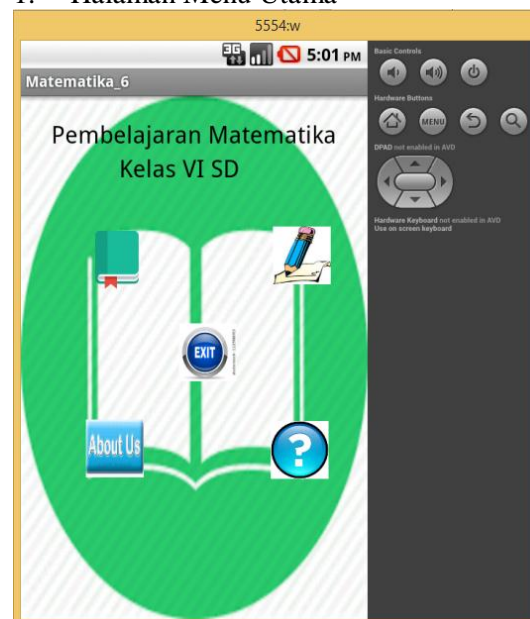 1. Halaman Menu Utama
5554:w
3G 5:01 PM
Matematika_6
Pembelajaran Matematika
Kelas VI SD
EXIT
About Us
?
Basic Controls
Hardware Buttons
MENU
DPAD not enabled in AVD
Hardware Keyboard not enabled in AVD
Use on screen keyboard